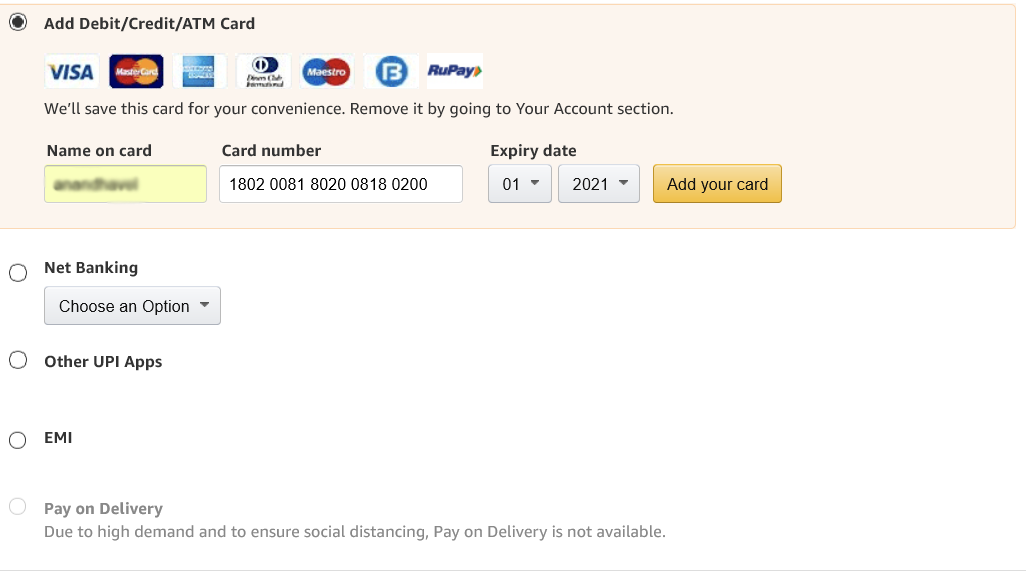 Add Debit/Credit/ATM Card
VISA MasterCard AMERICAN EXPRESS Diners Club International Maestro B RuPay
We'll save this card for your convenience. Remove it by going to Your Account section.
Name on card Card number Expiry date
1802 0081 8020 0818 0200 01 2021 Add your card
Net Banking
Choose an Option
Other UPI Apps
EMI
Pay on Delivery
Due to high demand and to ensure social distancing, Pay on Delivery is not available.